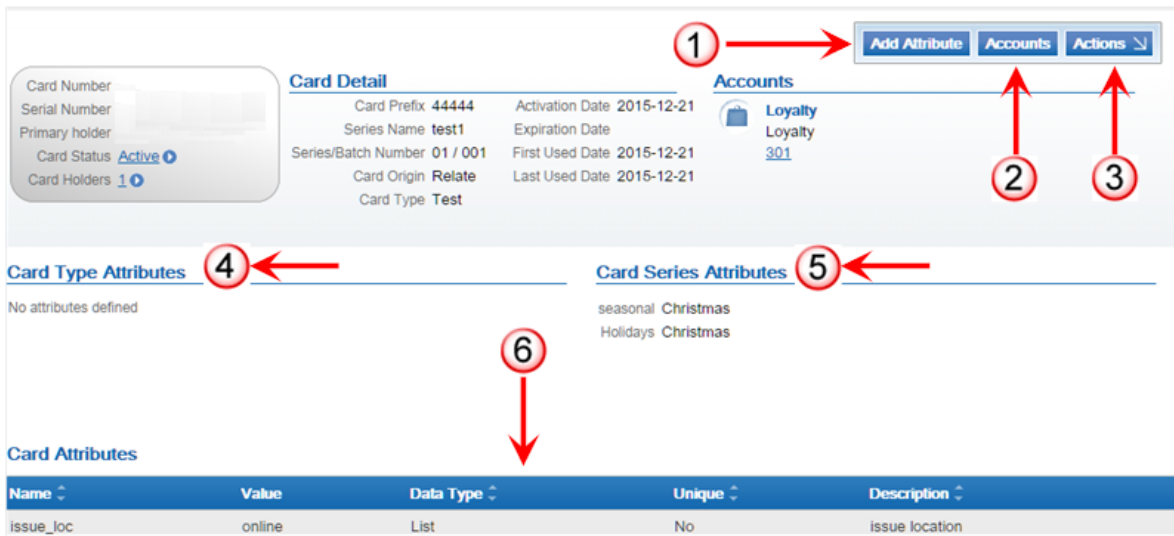 1 Add Attribute Accounts Actions
Card Number
Serial Number
Primary holder
Card Status Active
Card Holders 1
Card Detail
Card Prefix 44444 Activation Date 2015-12-21
Series Name test1 Expiration Date
Series/Batch Number 01 / 001 First Used Date 2015-12-21
Card Origin Relate Last Used Date 2015-12-21
Card Type Test
Accounts
Loyalty
Loyalty
301
2 3
Card Type Attributes 4
No attributes defined
Card Series Attributes 5
seasonal Christmas
Holidays Christmas
6
Card Attributes
Name Value Data Type Unique Description
issue_loc online List No issue location